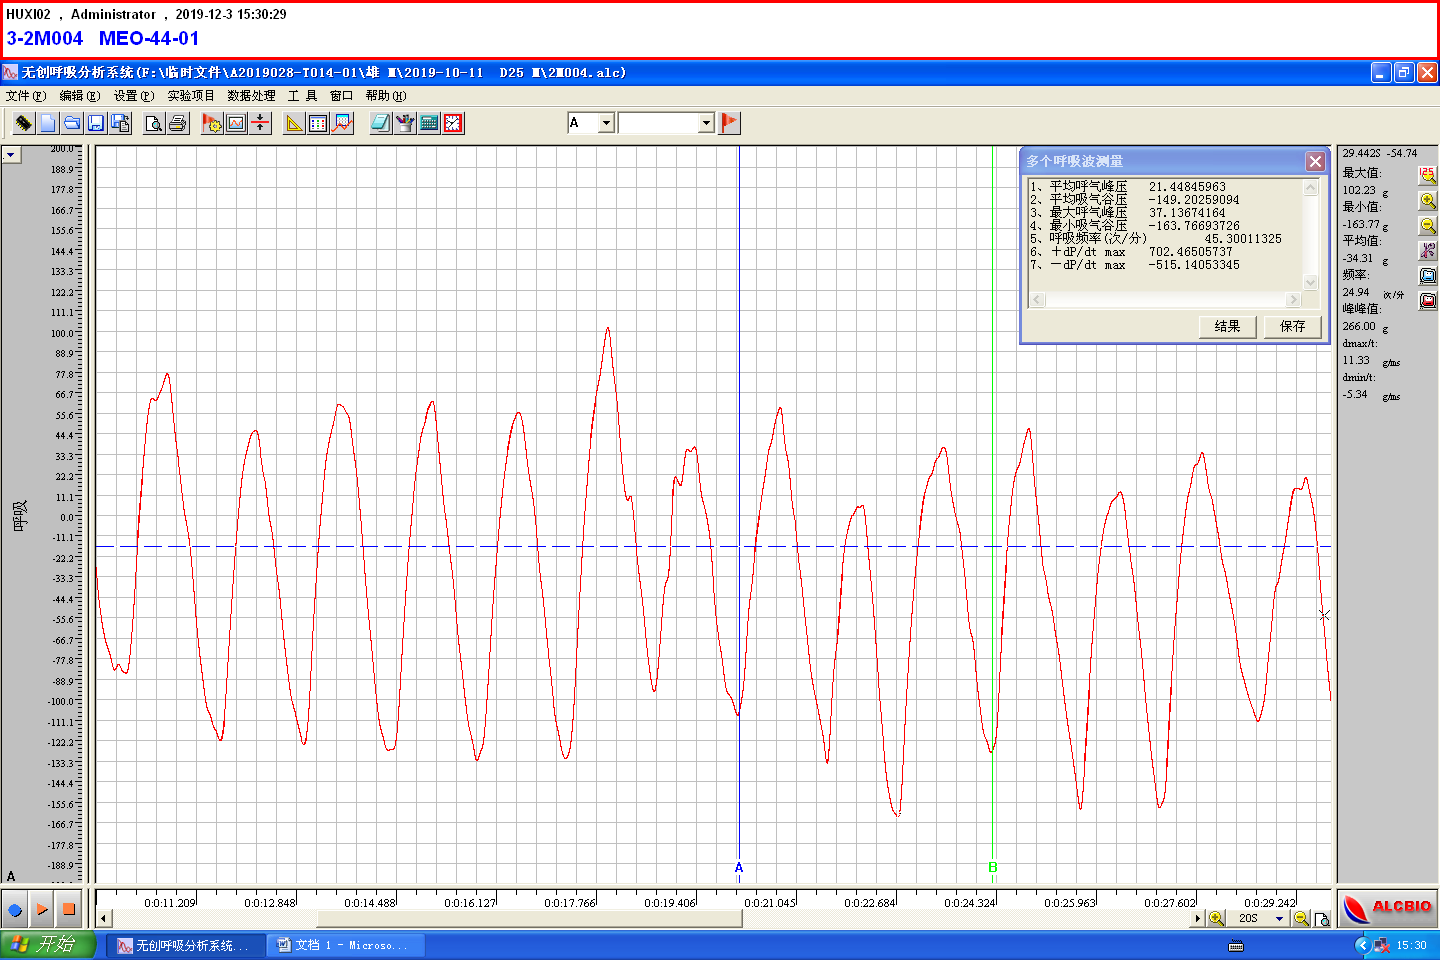 HUXI02 , Administrator , 2019-12-3 15:30:29
3-2M004 MEO-44-01
无创呼吸分析系统(F:\临时文件\A2019028-T014-01\雄 M\2019-10-11 D25 M\2M004.alc)
文件(F) 编辑(E) 设置(P) 实验项目 数据处理 工 具 窗口 帮助(H)
A
200.0
188.9
177.8
166.7
155.6
144.4
133.3
122.2
111.1
100.0
88.9
77.8
66.7
55.6
44.4
33.3
22.2
11.1
0.0
-11.1
-22.2
-33.3
-44.4
-55.6
-66.7
-77.8
-88.9
-100.0
-111.1
-122.2
-133.3
-144.4
-155.6
-166.7
-177.8
-188.9
呼吸
A
多个呼吸波测量
1、平均呼气峰压 21.44845963
2、平均吸气谷压 -149.20259094
3、最大呼气峰压 37.13674164
4、最小吸气谷压 -163.76693726
5、呼吸频率(次/分) 45.30011325
6、+dP/dt max 702.46505737
7、-dP/dt max -515.14053345
结果 保存
29.442S -54.74
最大值:
102.23 g
最小值:
-163.77 g
平均值:
-34.31 g
频率:
24.94 次/分
峰峰值:
266.00 g
dmax/t:
11.33 g/ms
dmin/t:
-5.34 g/ms
125
A B
0:0:11.209 0:0:12.848 0:0:14.488 0:0:16.127 0:0:17.766 0:0:19.406 0:0:21.045 0:0:22.684 0:0:24.324 0:0:25.963 0:0:27.602 0:0:29.242
20S
ALCBIO
开始 无创呼吸分析系统... 文档 1 - Microso... 15:30